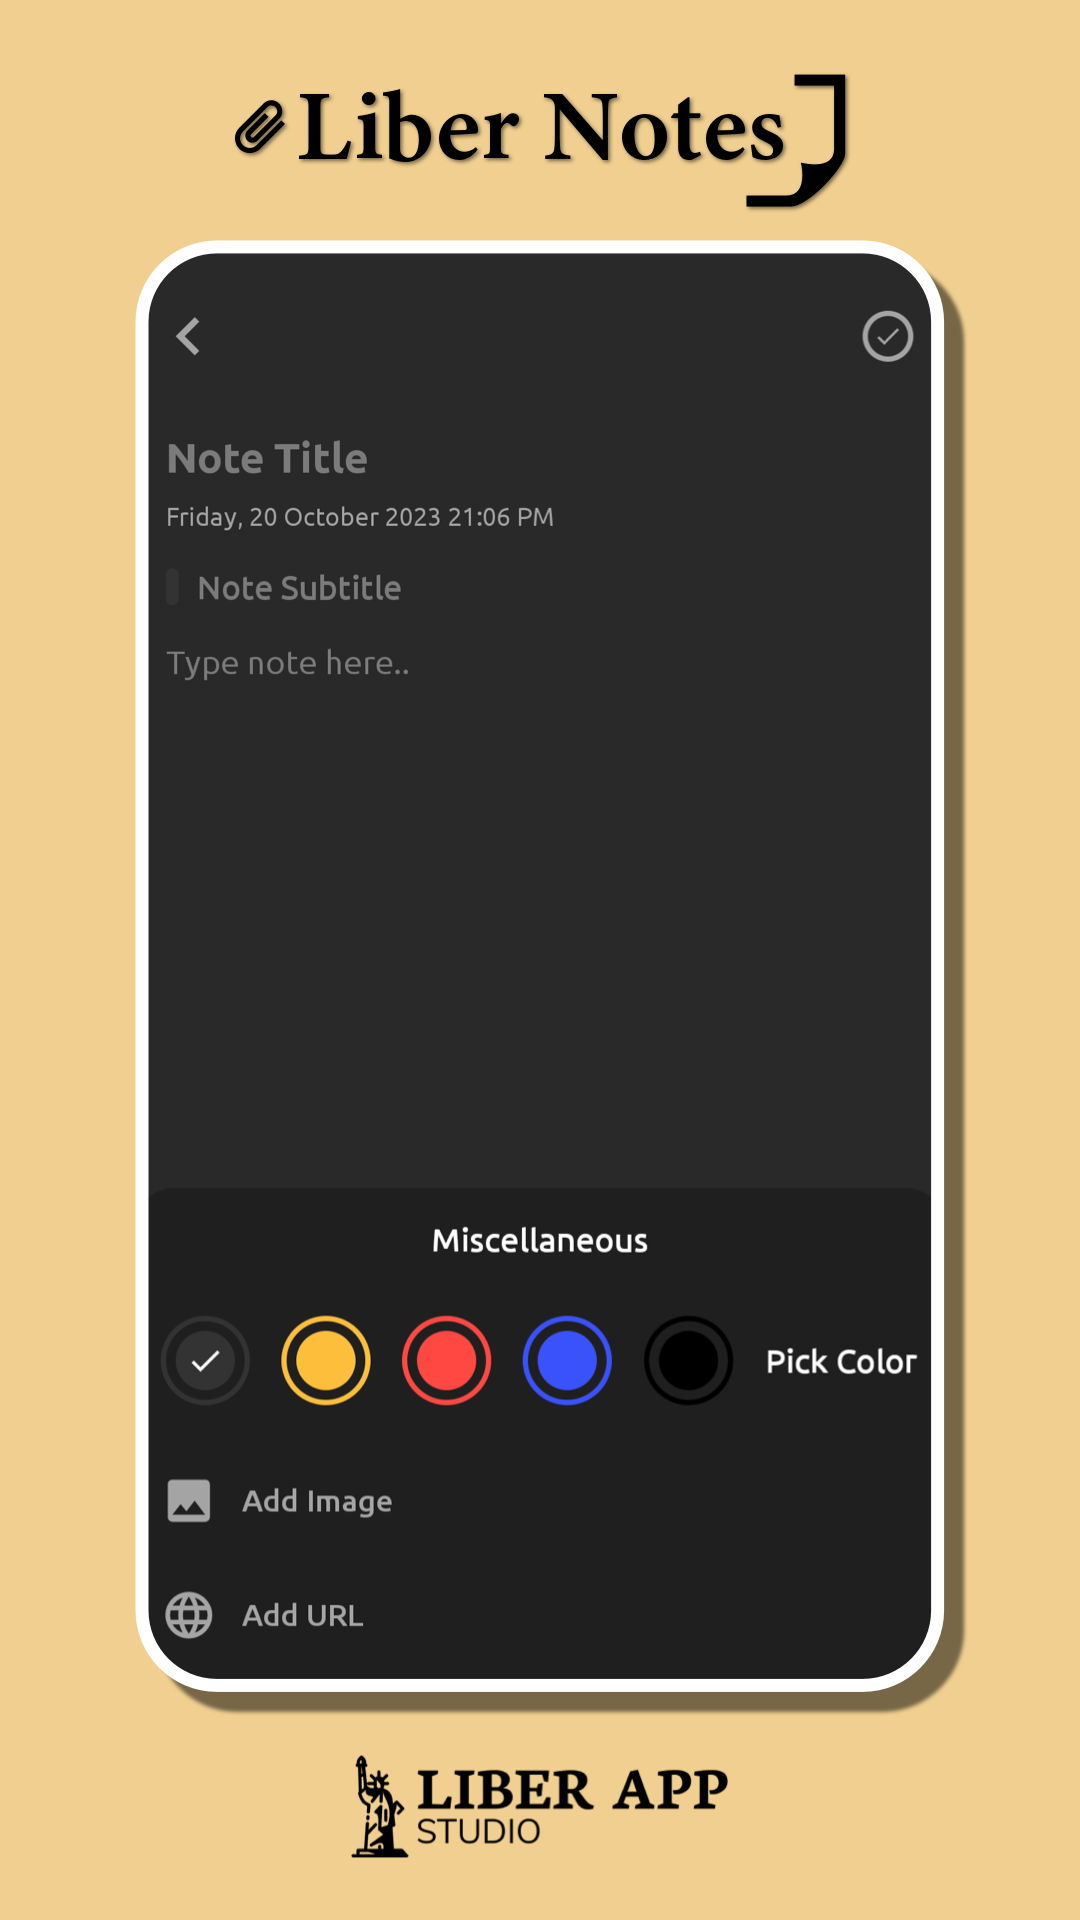 Liber Notes
Note Title
Friday, 20 October 2023 21:06 PM
Note Subtitle
Type note here..
Miscellaneous
Pick Color
Add Image
Add URL
LIBER APP
STUDIO